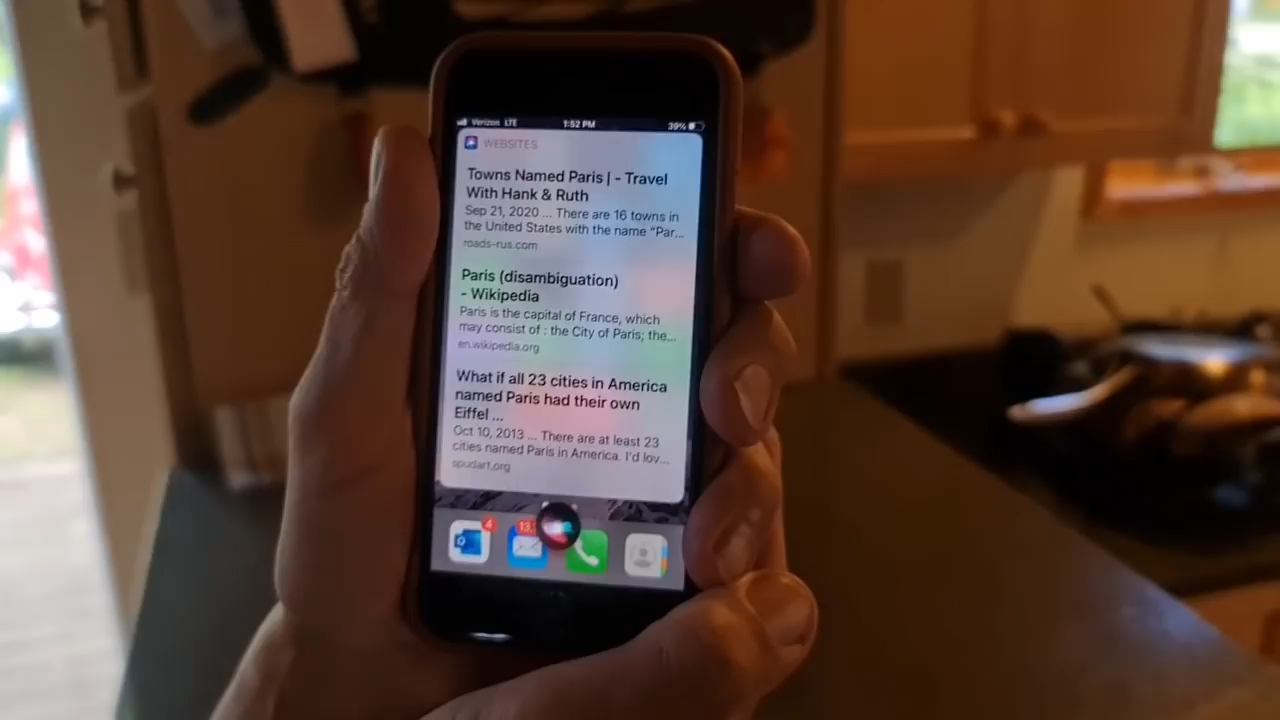 Verizon LTE 1:52 PM 39%
WEBSITES
Towns Named Paris | - Travel
With Hank & Ruth
Sep 21, 2020 ... There are 16 towns in
the United States with the name “Par...
roads-rus.com
Paris (disambiguation)
- Wikipedia
Paris is the capital of France, which
may consist of : the City of Paris; the...
en.wikipedia.org
What if all 23 cities in America
named Paris had their own
Eiffel ...
Oct 10, 2013 ... There are at least 23
cities named Paris in America. I'd lov...
spudart.org
4